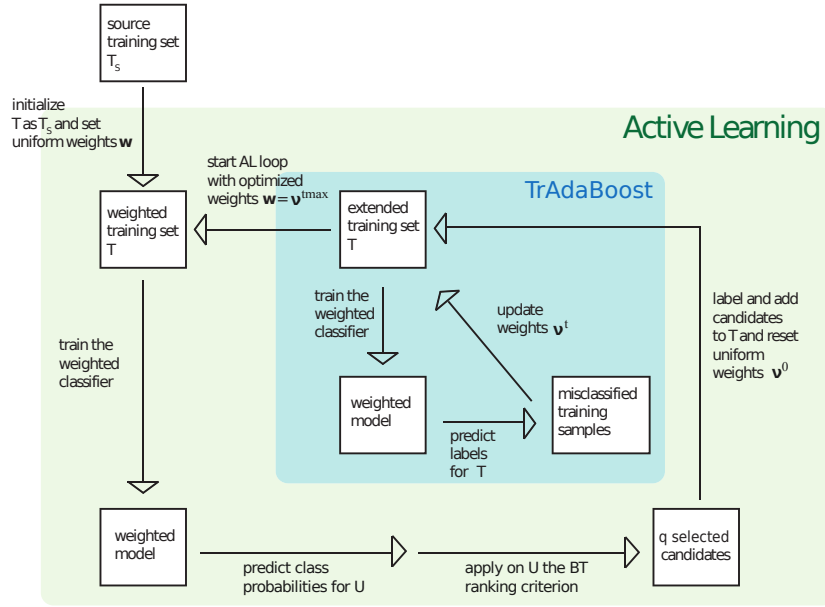 source
training set
T_S
initialize
T as T_S and set
uniform weights w
Active Learning
start AL loop
with optimized
weights w = ν^tmax
TrAdaBoost
weighted
training set
T
extended
training set
T
train the
weighted
classifier
train the
weighted
classifier
update
weights ν^t
label and add
candidates
to T and reset
uniform
weights ν^0
weighted
model
misclassified
training
samples
predict
labels
for T
weighted
model
predict class
probabilities for U
apply on U the BT
ranking criterion
q selected
candidates